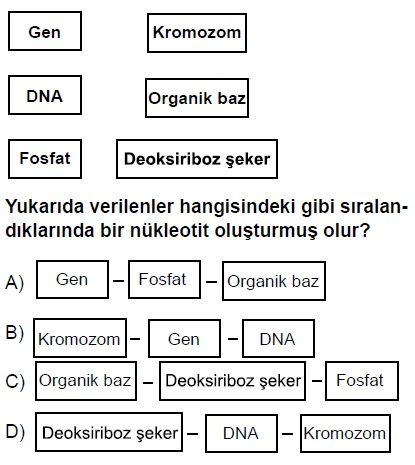 Gen Kromozom
DNA Organik baz
Fosfat Deoksiriboz şeker
Yukarıda verilenler hangisindeki gibi sıralan-
dıklarında bir nükleotit oluşturmuş olur?
A) Gen – Fosfat – Organik baz
B) Kromozom – Gen – DNA
C) Organik baz – Deoksiriboz şeker – Fosfat
D) Deoksiriboz şeker – DNA – Kromozom